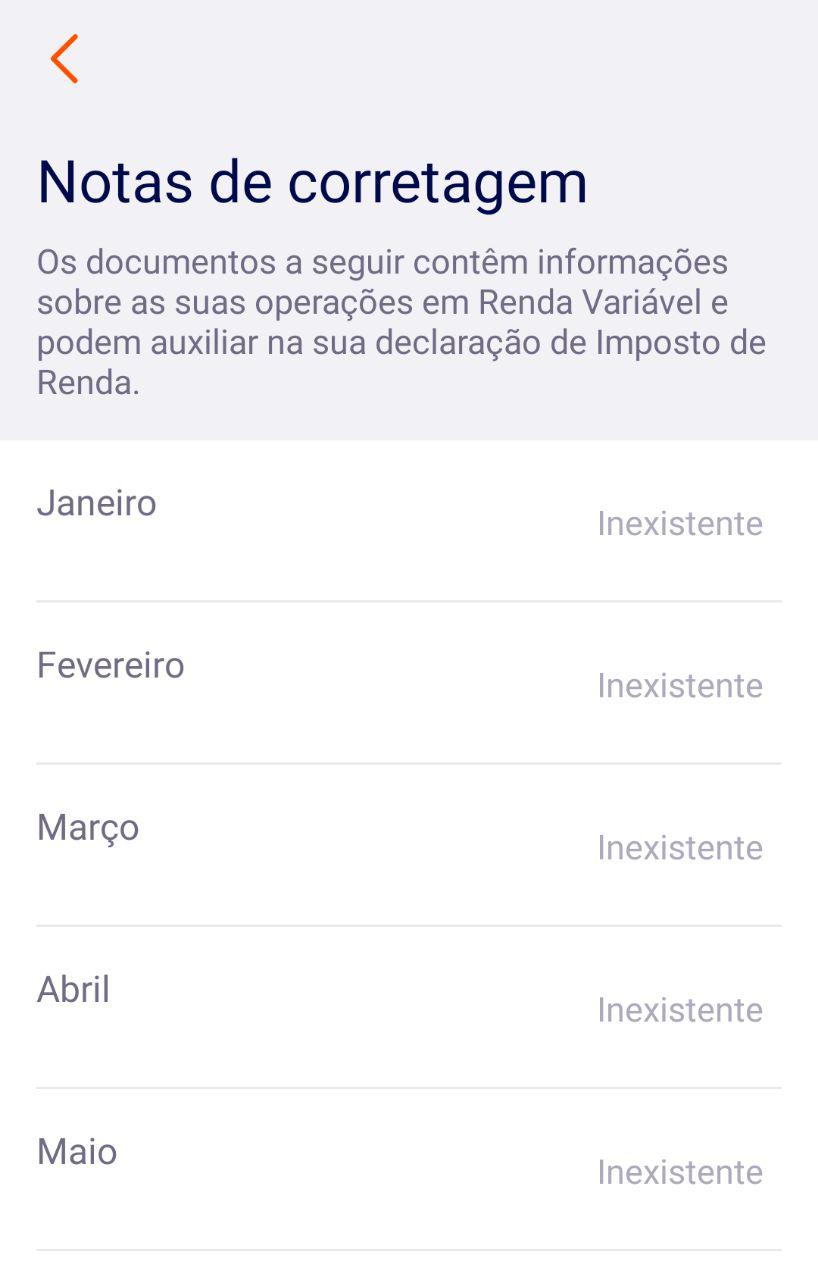 Notas de corretagem
Os documentos a seguir contêm informações
sobre as suas operações em Renda Variável e
podem auxiliar na sua declaração de Imposto de
Renda.
Janeiro
Inexistente
Fevereiro
Inexistente
Março
Inexistente
Abril
Inexistente
Maio
Inexistente